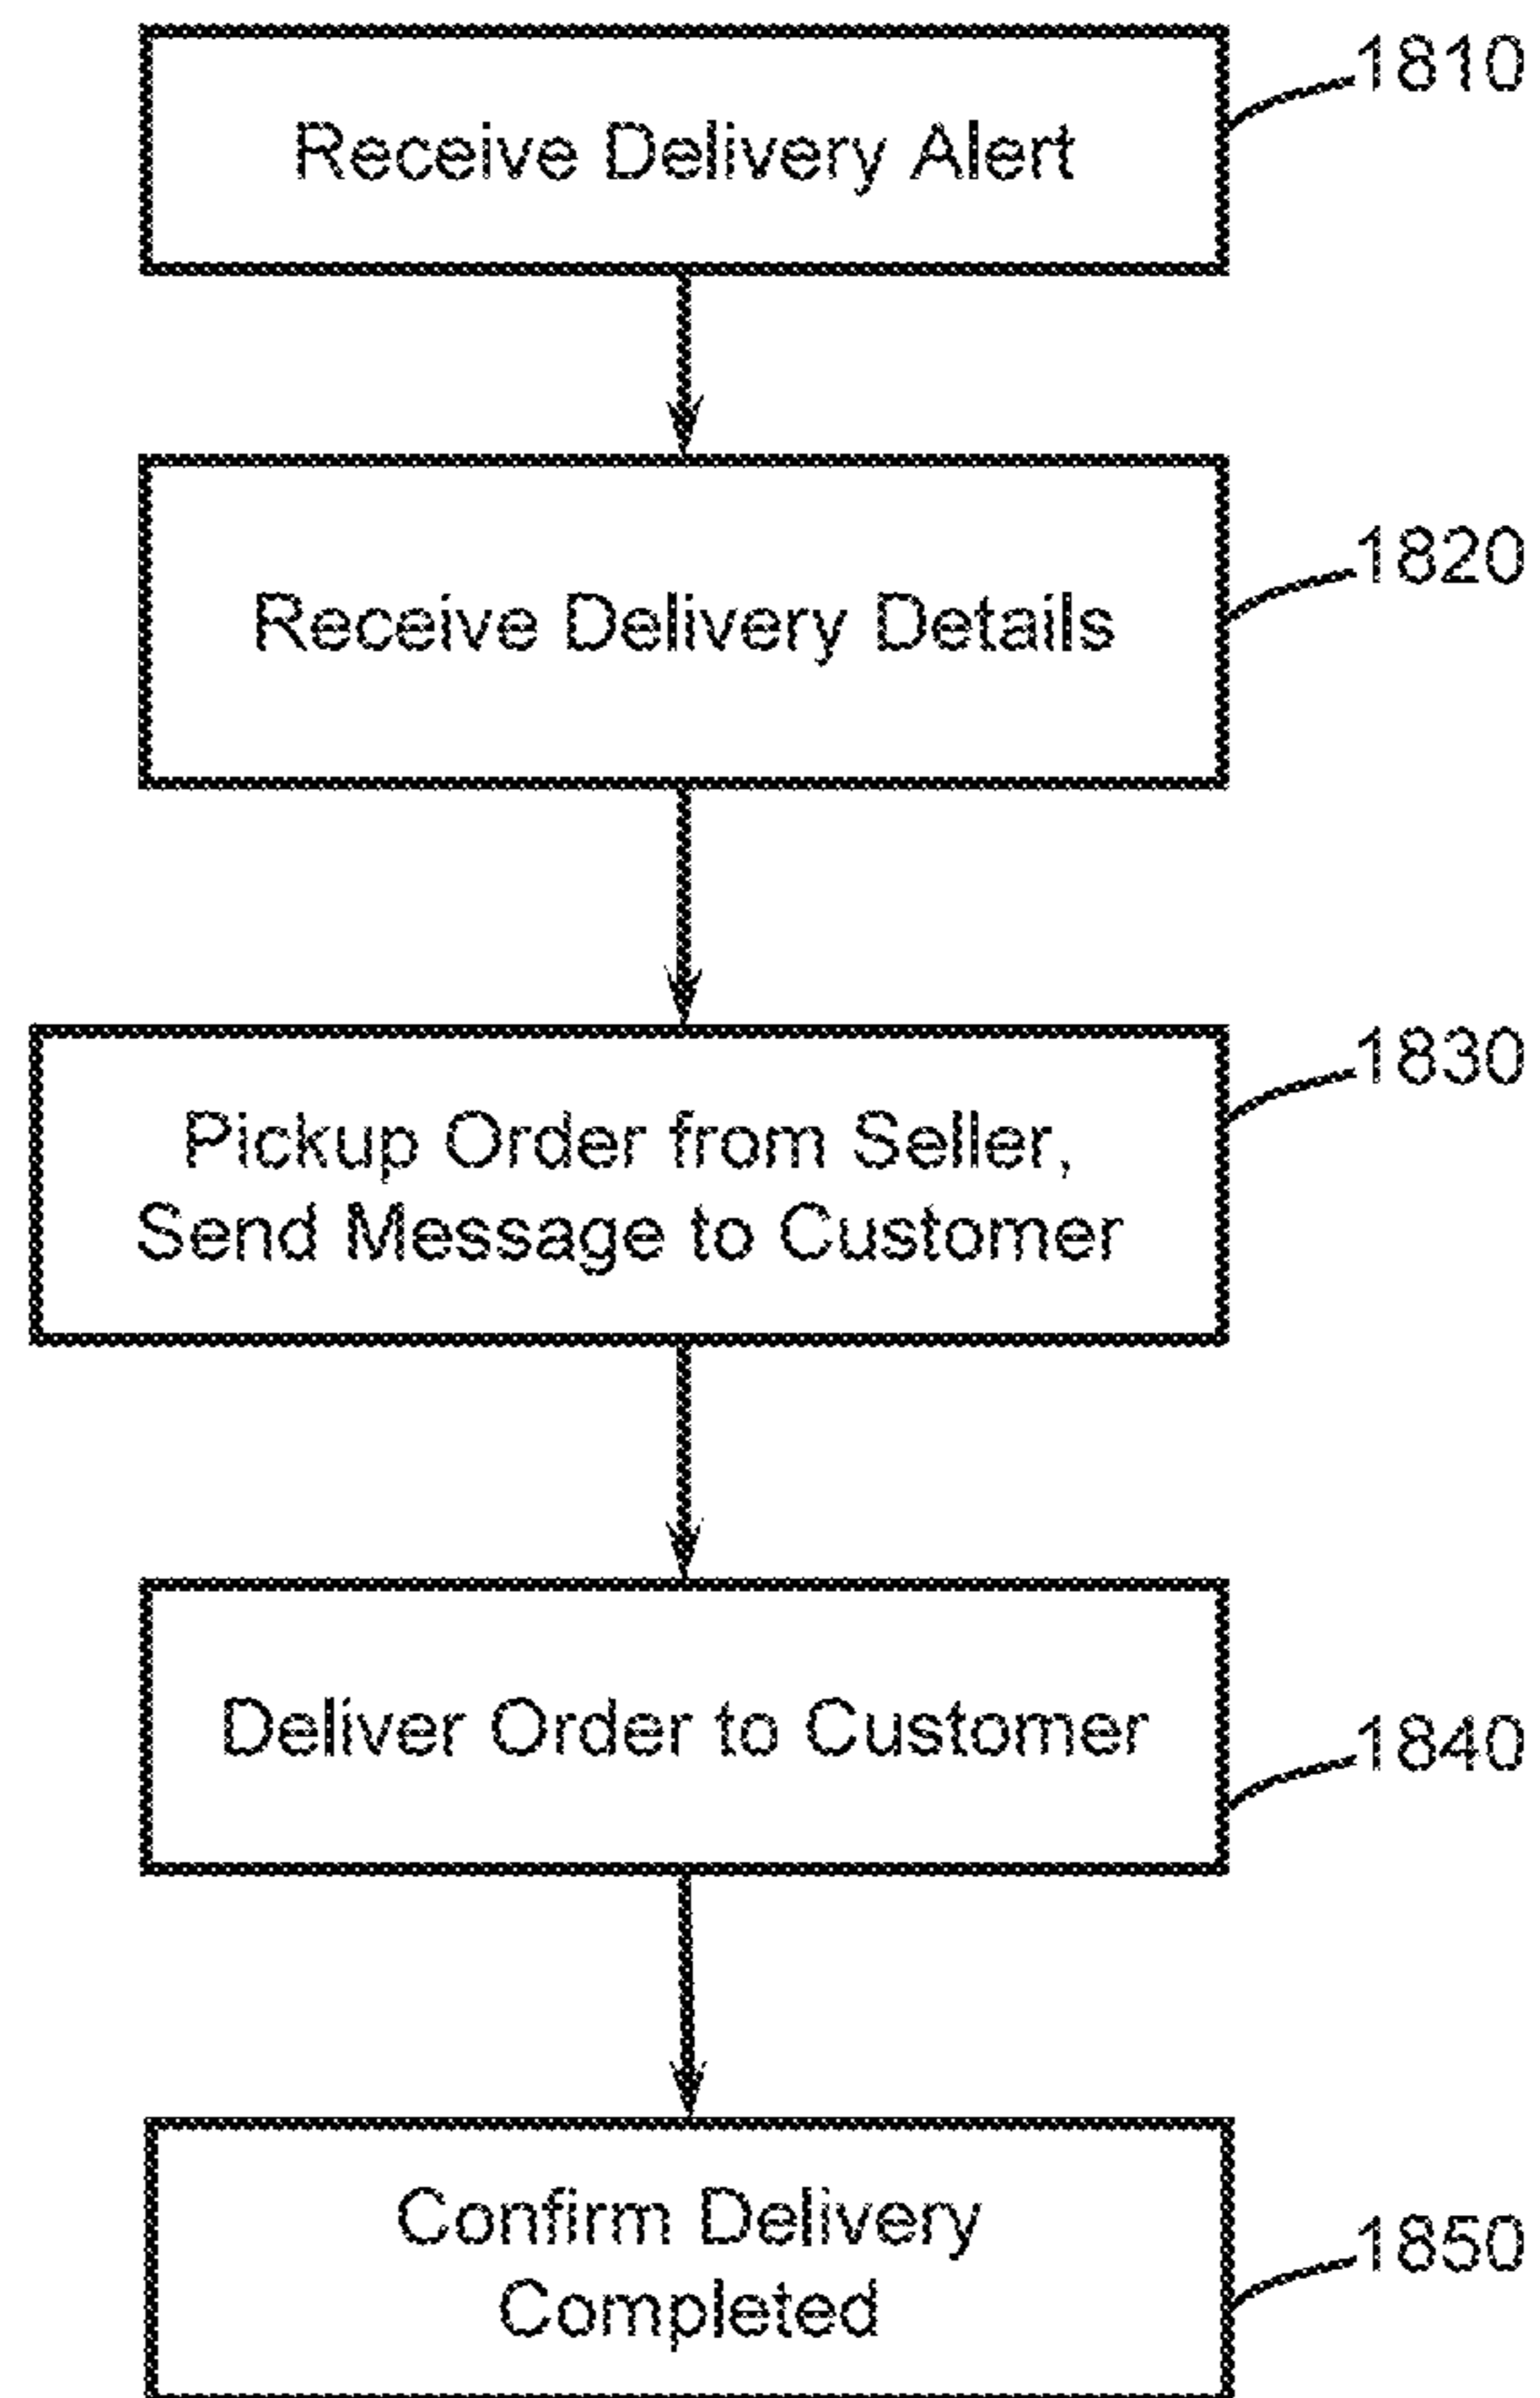 1810
Receive Delivery Alert
1820
Receive Delivery Details
1830
Pickup Order from Seller,
Send Message to Customer
Deliver Order to Customer
1840
Confirm Delivery
1850
Completed